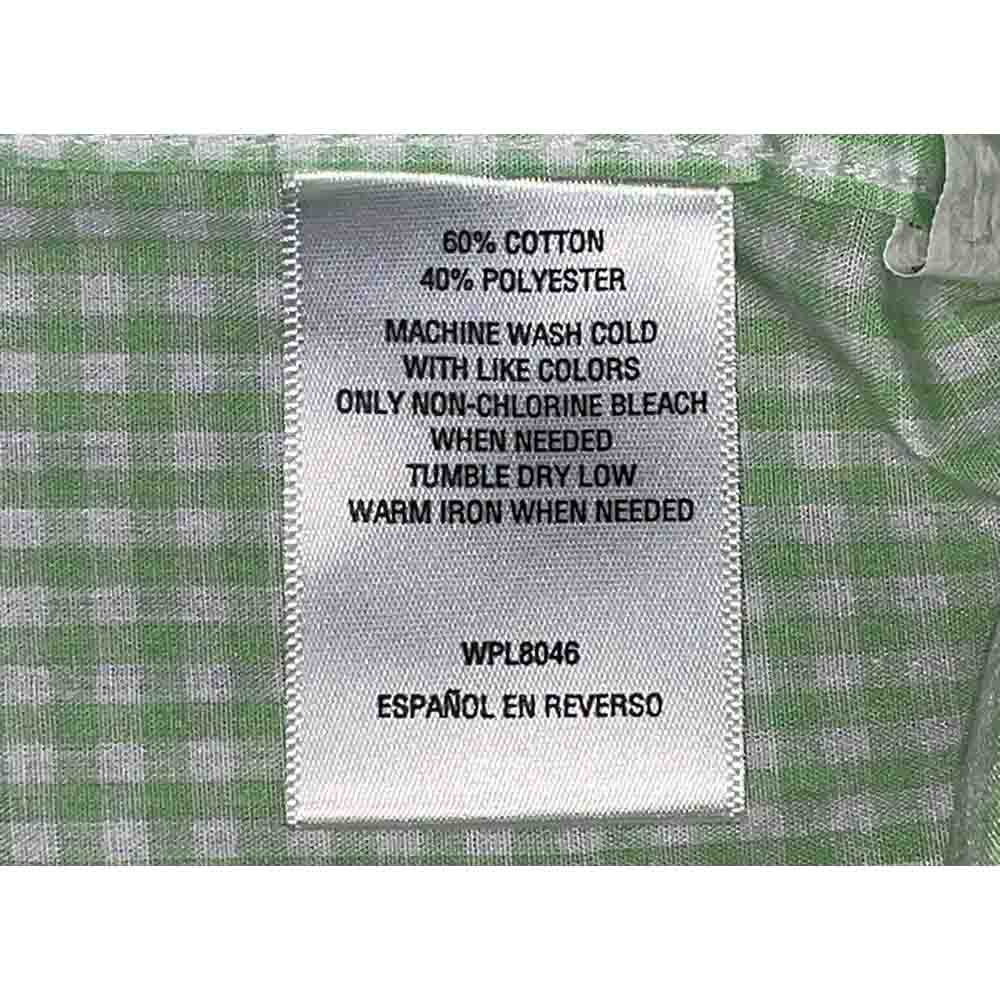 60% COTTON
40% POLYESTER
MACHINE WASH COLD
WITH LIKE COLORS
ONLY NON-CHLORINE BLEACH
WHEN NEEDED
TUMBLE DRY LOW
WARM IRON WHEN NEEDED
WPL8046
ESPAÑOL EN REVERSO